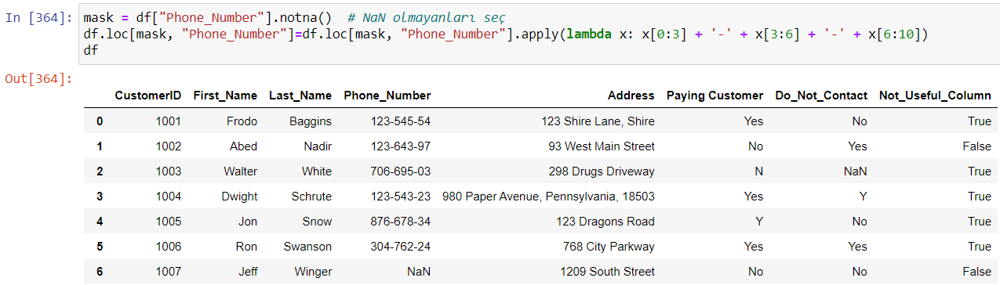 In [364]: mask = df["Phone_Number"].notna()  # NaN olmayanları seç
df.loc[mask, "Phone_Number"]=df.loc[mask, "Phone_Number"].apply(lambda x: x[0:3] + '-' + x[3:6] + '-' + x[6:10])
df
Out[364]:
CustomerID First_Name Last_Name Phone_Number Address Paying Customer Do_Not_Contact Not_Useful_Column
0 1001 Frodo Baggins 123-545-54 123 Shire Lane, Shire Yes No True
1 1002 Abed Nadir 123-643-97 93 West Main Street No Yes False
2 1003 Walter White 706-695-03 298 Drugs Driveway N NaN True
3 1004 Dwight Schrute 123-543-23 980 Paper Avenue, Pennsylvania, 18503 Yes Y True
4 1005 Jon Snow 876-678-34 123 Dragons Road Y No True
5 1006 Ron Swanson 304-762-24 768 City Parkway Yes Yes True
6 1007 Jeff Winger NaN 1209 South Street No No False